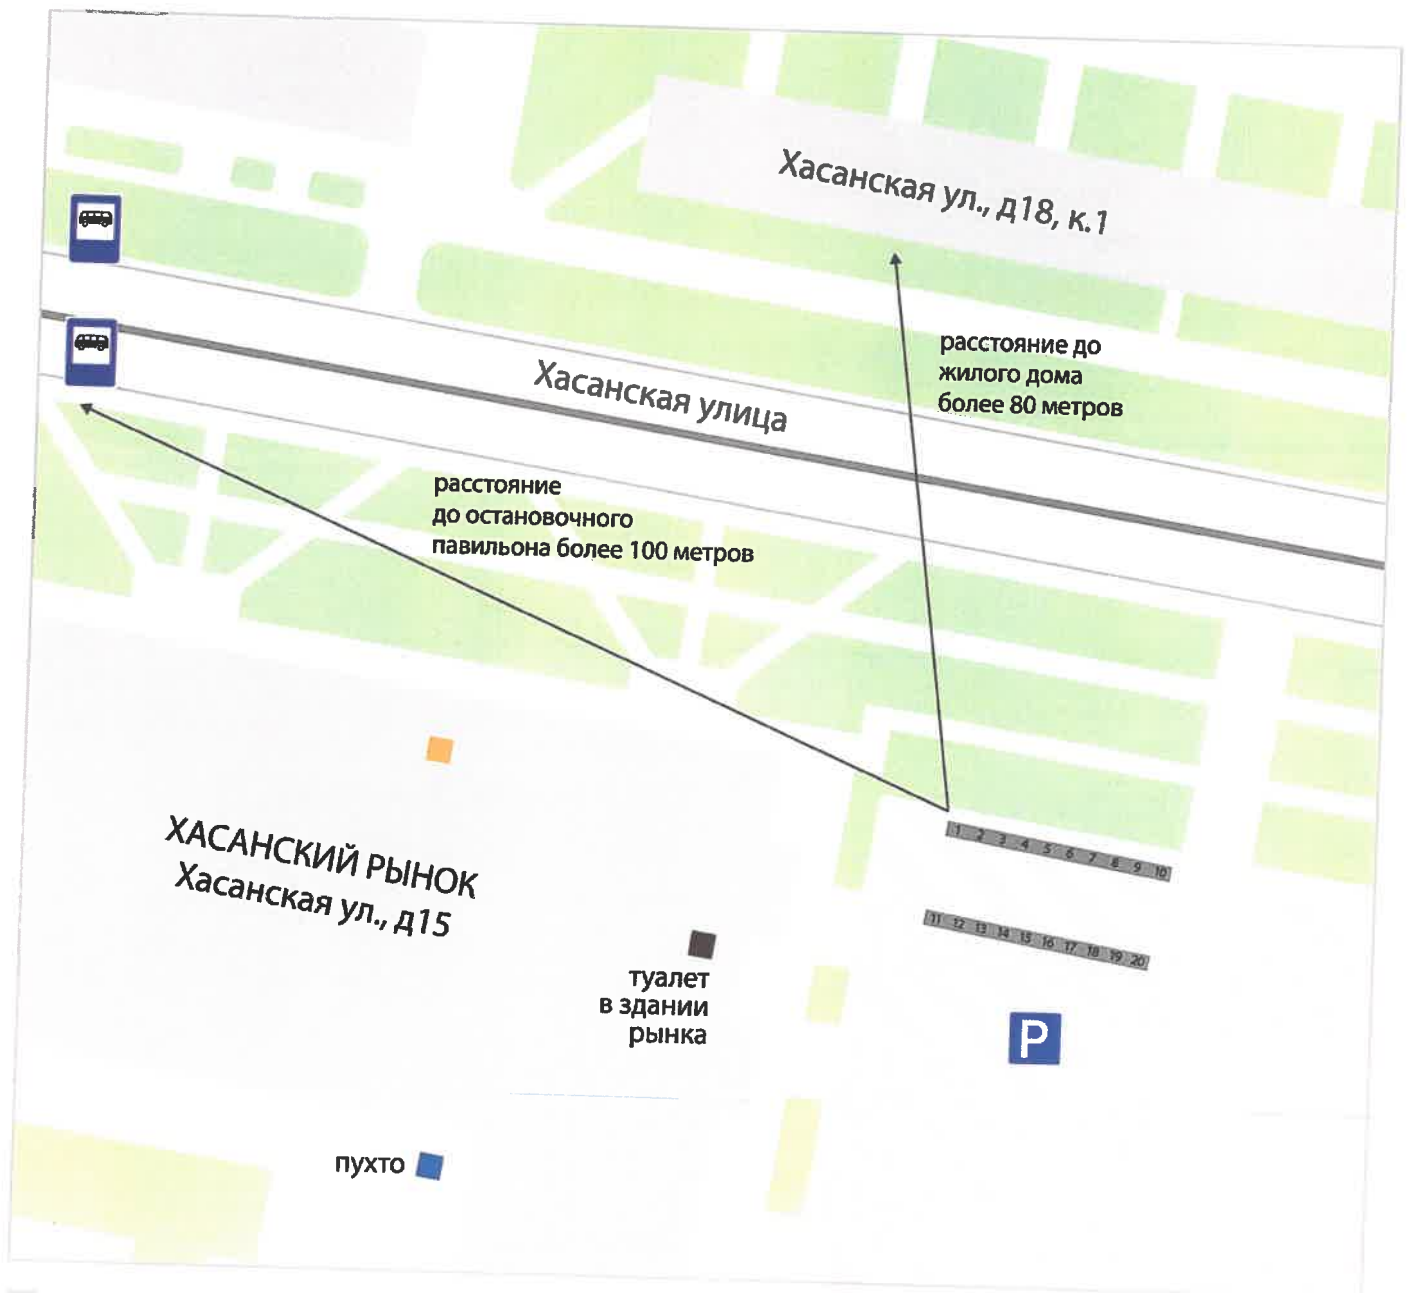 Хасанская ул., д18, к.1
расстояние до
жилого дома
более 80 метров
Хасанская улица
расстояние
до остановочного
павильона более 100 метров
ХАСАНСКИЙ РЫНОК
Хасанская ул., д15
1 2 3 4 5 6 7 8 9 10
11 12 13 14 15 16 17 18 19 20
туалет
в здании
рынка
P
пухто